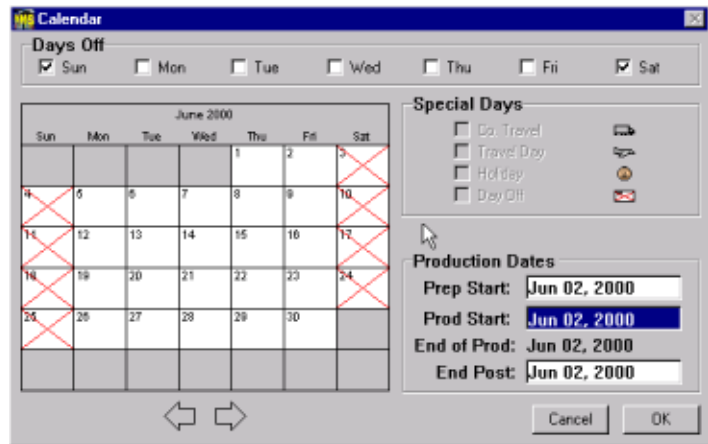 MMS Calendar
Days Off
Sun Mon Tue Wed Thu Fri Sat
June 2000
Sun Mon Tue Wed Thu Fri Sat
1 2 3
4 5 6 7 8 9 10
11 12 13 14 15 16 17
18 19 20 21 22 23 24
25 26 27 28 29 30
Special Days
Co. Travel
Travel Day
Holiday
Day Off
Production Dates
Prep Start: Jun 02, 2000
Prod Start: Jun 02, 2000
End of Prod: Jun 02, 2000
End Post: Jun 02, 2000
Cancel OK